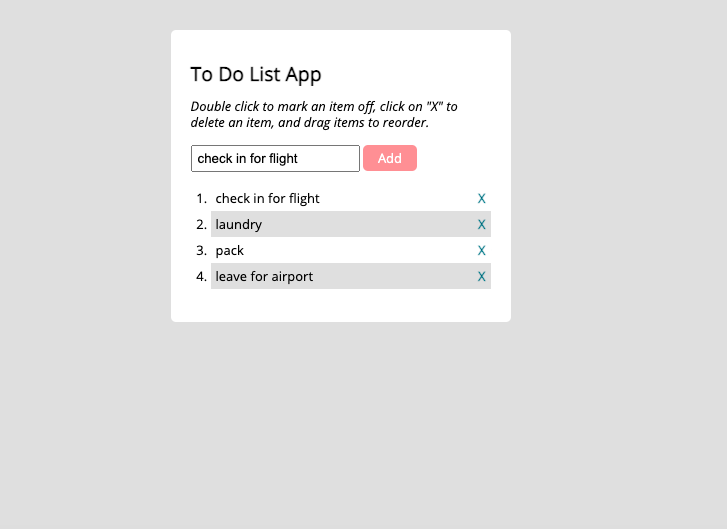 To Do List App
Double click to mark an item off, click on "X" to
delete an item, and drag items to reorder.
check in for flight Add
1. check in for flight X
2. laundry X
3. pack X
4. leave for airport X